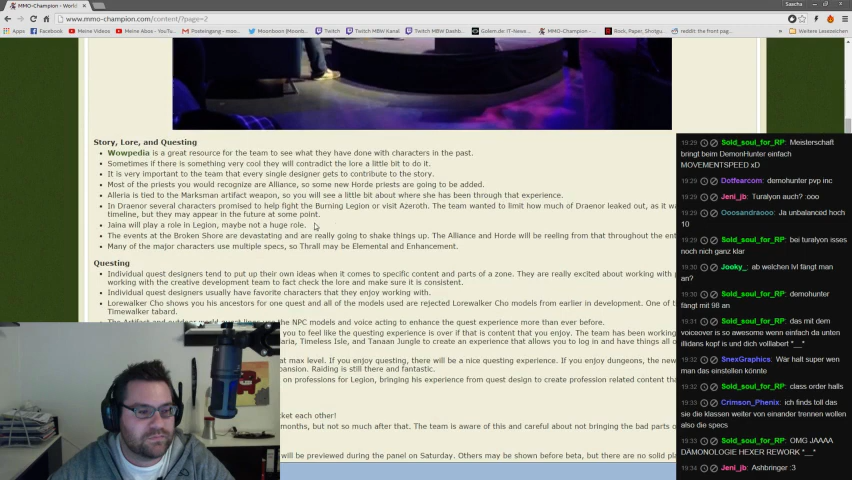 MMO-Champion - World
Sascha
www.mmo-champion.com/content/?page=2
Apps
Facebook
Meine Videos
Meine Abos - YouTu...
Posteingang - moonb...
Moonboon (Moonbo...
Twitch
Twitch MBW Kanal
Twitch MBW Dashb...
Golem.de: IT-News ...
MMO-Champion - W...
Rock, Paper, Shotgu...
reddit: the front pag...
Weitere Lesezeichen
Story, Lore, and Questing
Wowpedia is a great resource for the team to see what they have done with characters in the past.
Sometimes if there is something very cool they will contradict the lore a little bit to do it.
It is very important to the team that every single designer gets to contribute to the story.
Most of the priests you would recognize are Alliance, so some new Horde priests are going to be added.
Alleria is tied to the Marksman artifact weapon, so you will see a little bit about where she has been through that experience.
In Draenor several characters promised to help fight the Burning Legion or visit Azeroth. The team wanted to limit how much of Draenor leaked out, as it wa
timeline, but they may appear in the future at some point.
Jaina will play a role in Legion, maybe not a huge role.
The events at the Broken Shore are devastating and are really going to shake things up. The Alliance and Horde will be reeling from that throughout the ent
Many of the major characters use multiple specs, so Thrall may be Elemental and Enhancement.
Questing
Individual quest designers tend to put up their own ideas when it comes to specific content and parts of a zone. They are really excited about working with p
working with the creative development team to fact check the lore and make sure it is consistent.
Individual quest designers usually have favorite characters that they enjoy working with.
Lorewalker Cho shows you his ancestors for one quest and all of the models used are rejected Lorewalker Cho models from earlier in development. One of t
Timewalker tabard.
NPC models and voice acting to enhance the quest experience more than ever before.
you to feel like the questing experience is over if that is content that you enjoy. The team has been working
aria, Timeless Isle, and Tanaan Jungle to create an experience that allows you to log in and have things all o
at max level. If you enjoy questing, there will be a nice questing experience. If you enjoy dungeons, the new
pansion. Raiding is still there and fantastic.
on professions for Legion, bringing his experience from quest design to create profession related content tha
cket each other!
months, but not so much after that. The team is aware of this and careful about not bringing the bad parts o
will be previewed during the panel on Saturday. Others may be shown before beta, but there are no solid pla
19:29 Sold_soul_for_RP: Meisterschaft
bringt beim DemonHunter einfach
MOVEMENTSPEED xD
19:29 Dotfearcom: demohunter pvp inc
19:29 Jeni_jb: Turalyon auch? :ooo
19:29 Ooosandraooo: Ja unbalanced hoch
10
19:29 Sold_soul_for_RP: bei turalyon isses
noch nich ganz klar
19:30 Jooky_: ab welchen lvl fängt man
an?
19:30 Sold_soul_for_RP: demohunter
fängt mit 98 an
19:31 Sold_soul_for_RP: das mit dem
voiceover is so awesome wenn einfach da unten
illidans kopf is und dich volllabert *__*
19:32 SnexGraphics: Wär halt super wen
man das einstellen könnte
19:32 Sold_soul_for_RP: class order halls
19:33 Crimson_Phenix: ich finds toll das
sie die klassen weiter von einander trennen wollen
also die specs
19:33 Sold_soul_for_RP: OMG JAAAA
DÄMONOLOGIE HEXER REWORK *__*
19:34 Jeni_jb: Ashbringer :3